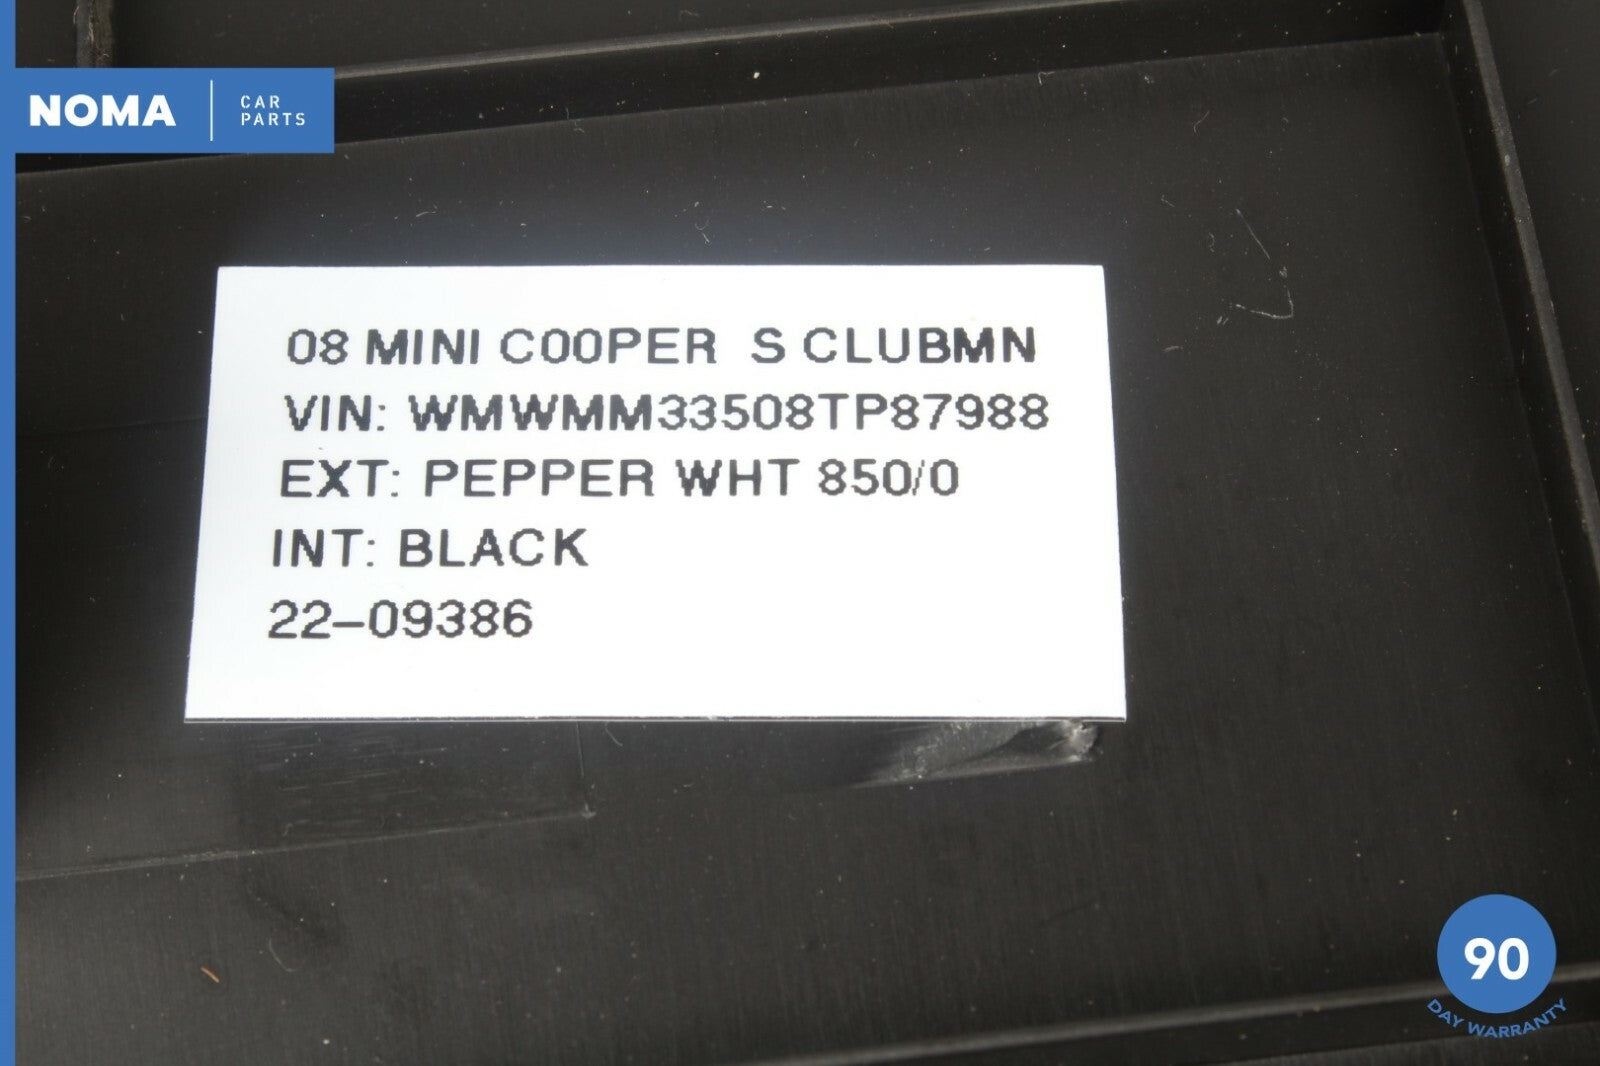 NOMA
CAR
PARTS
08 MINI COOPER S CLUBMN
VIN: WMWMM33508TP87988
EXT: PEPPER WHT 850/0
INT: BLACK
22-09386
90
DAY WARRANTY